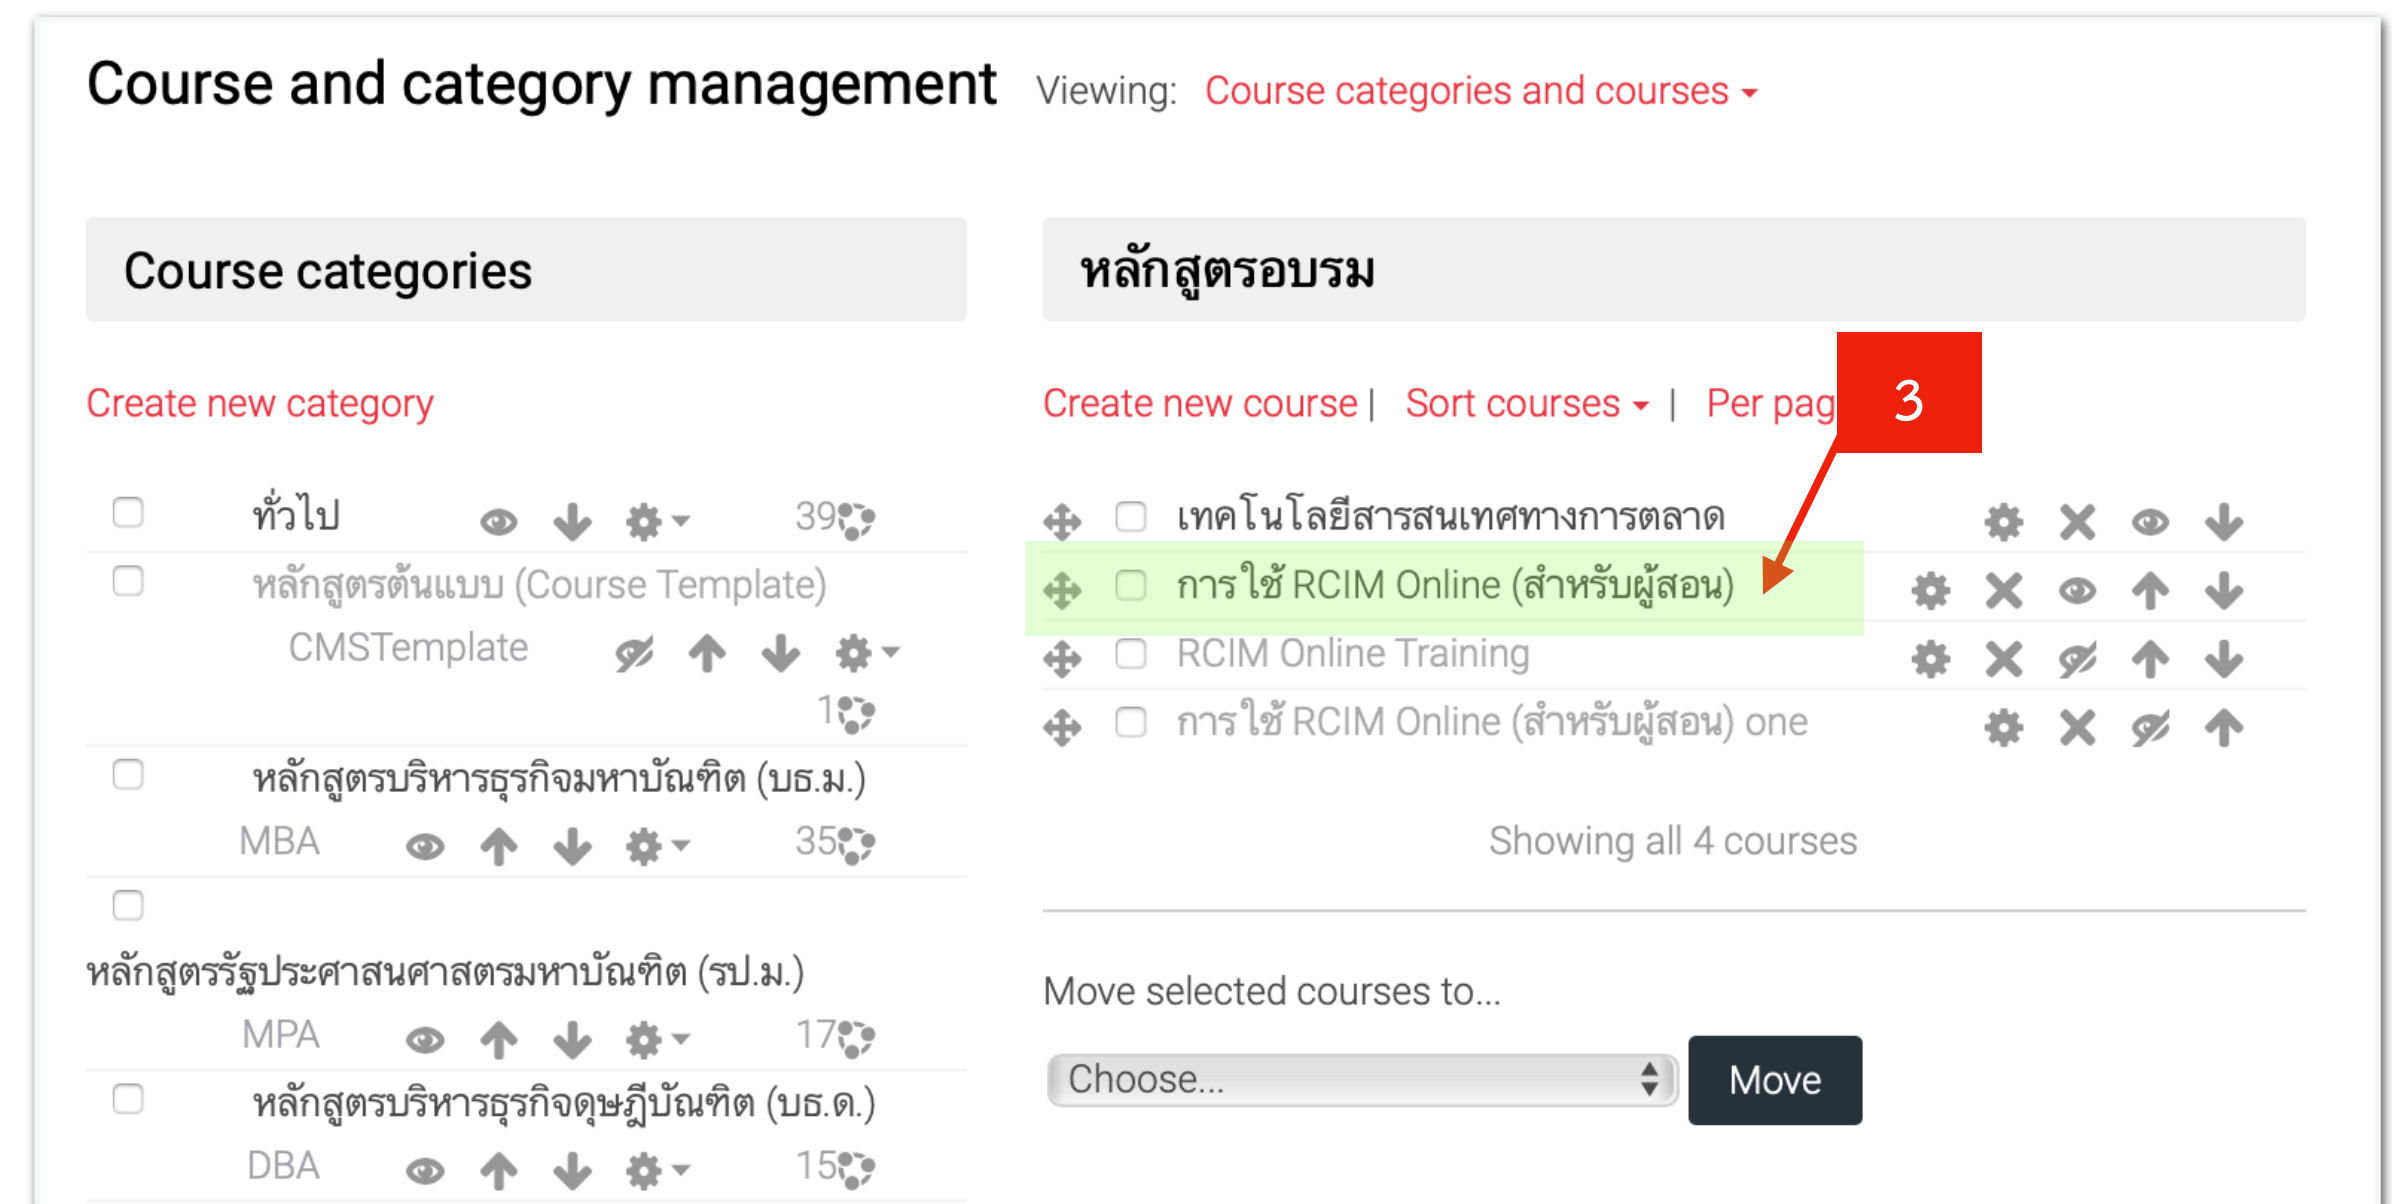 Course and category management Viewing: Course categories and courses
Course categories
Create new category
ทั่วไป 39
หลักสูตรต้นแบบ (Course Template)
CMSTemplate
1
หลักสูตรบริหารธุรกิจมหาบัณฑิต (บธ.ม.)
MBA 35
หลักสูตรรัฐประศาสนศาสตรมหาบัณฑิต (รป.ม.)
MPA 17
หลักสูตรบริหารธุรกิจดุษฎีบัณฑิต (บธ.ด.)
DBA 15
หลักสูตรอบรม
Create new course | Sort courses | Per pag
3
เทคโนโลยีสารสนเทศทางการตลาด
การใช้ RCIM Online (สำหรับผู้สอน)
RCIM Online Training
การใช้ RCIM Online (สำหรับผู้สอน) one
Showing all 4 courses
Move selected courses to...
Choose... Move